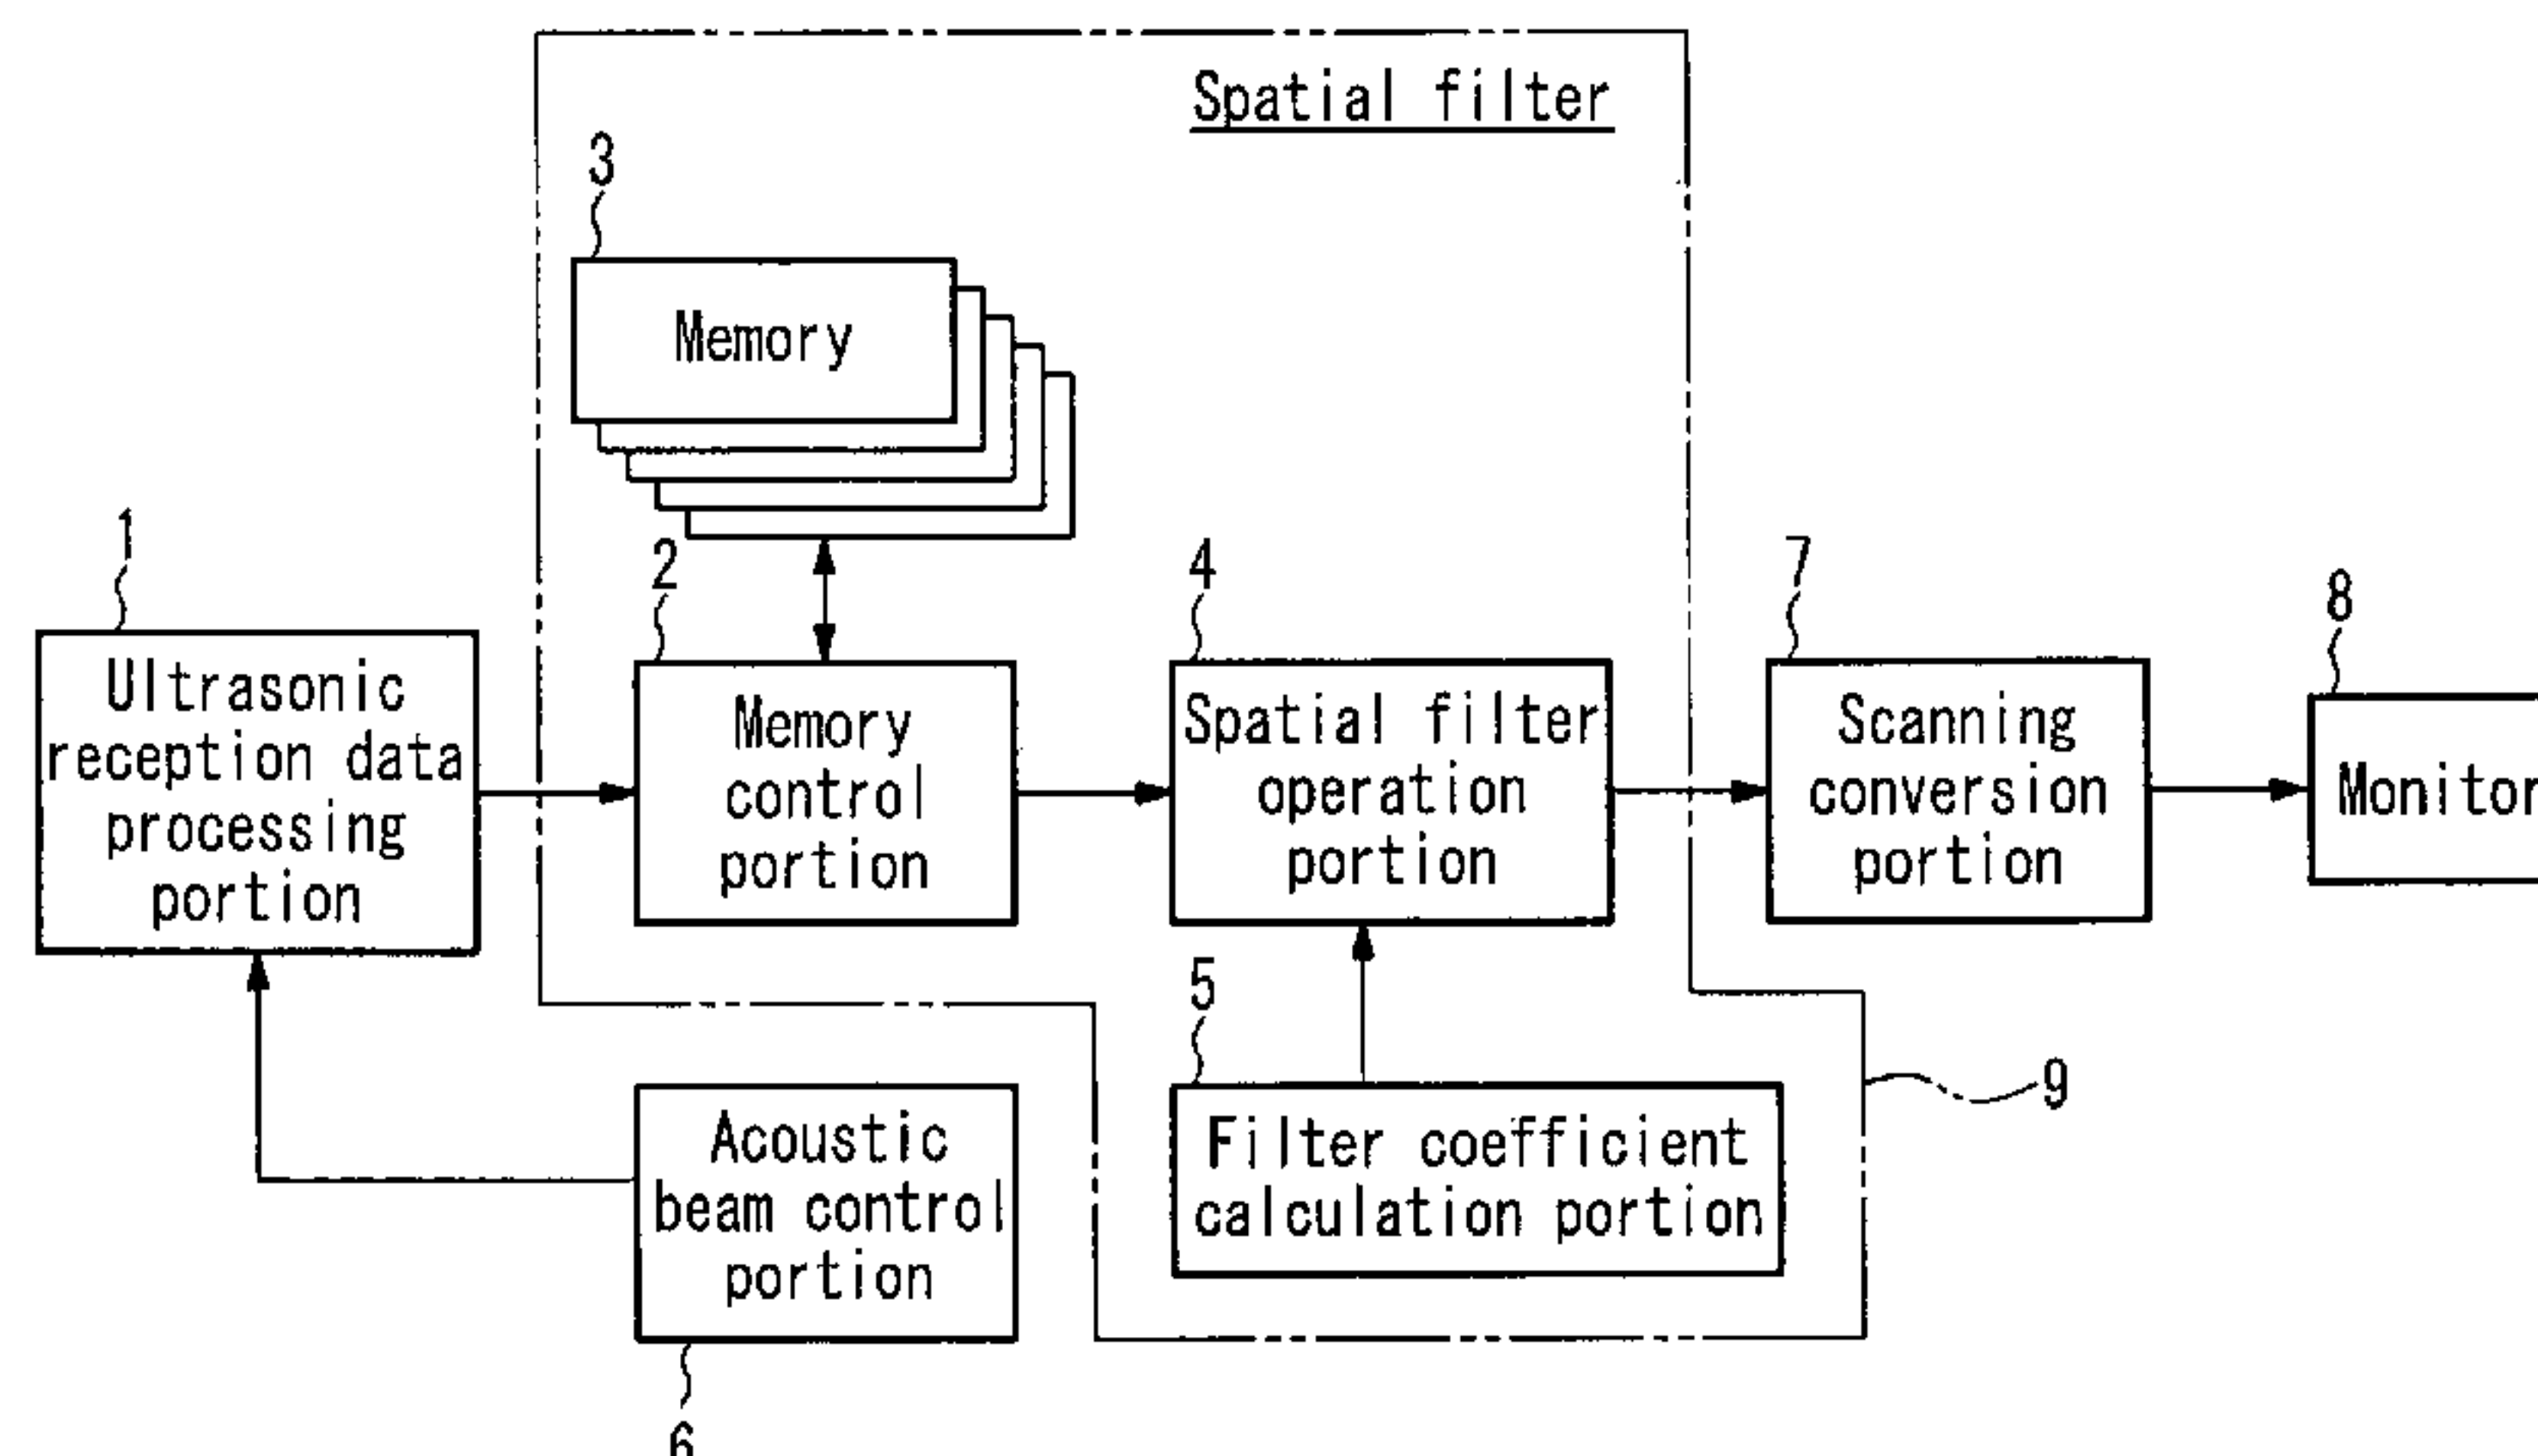 Spatial filter
3
Memory
1
2
4
7
8
Ultrasonic
reception data
processing
portion
Memory
control
portion
Spatial filter
operation
portion
Scanning
conversion
portion
Monitor
5
9
Acoustic
beam control
portion
Filter coefficient
calculation portion
6